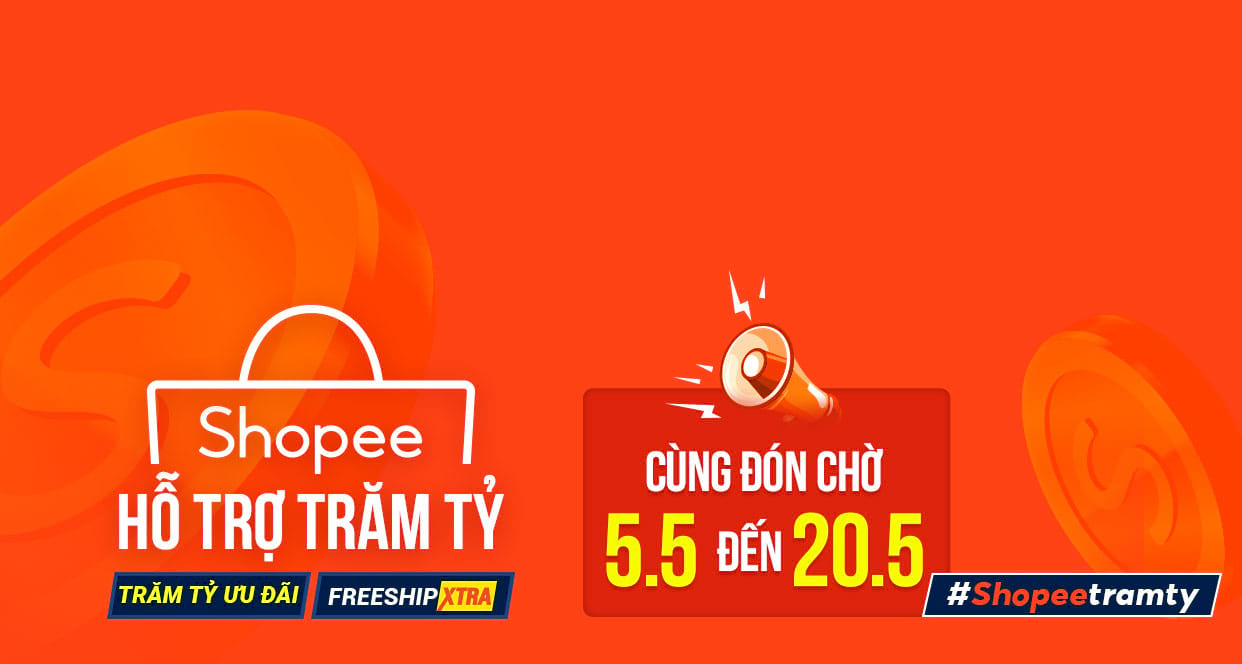 Shopee
HỖ TRỢ TRĂM TỶ
TRĂM TỶ ƯU ĐÃI
FREESHIP XTRA
CÙNG ĐÓN CHỜ
5.5 ĐẾN 20.5
#Shopeetramty